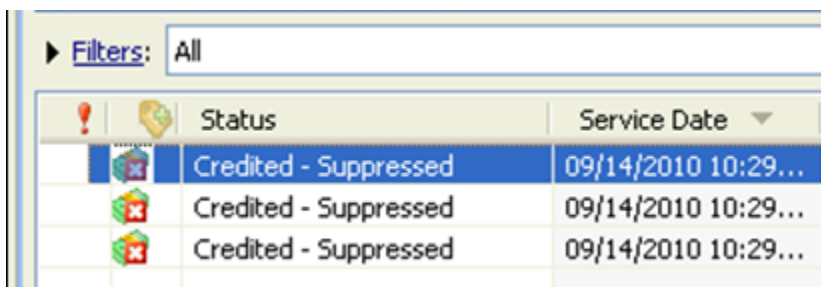 Filters: All
Status Service Date
Credited - Suppressed 09/14/2010 10:29...
Credited - Suppressed 09/14/2010 10:29...
Credited - Suppressed 09/14/2010 10:29...